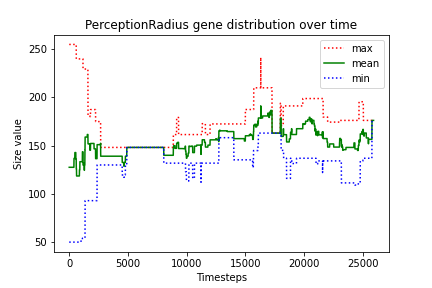 PerceptionRadius gene distribution over time
max
mean
min
Size value
250
200
150
100
50
0
5000
10000
15000
20000
25000
Timesteps